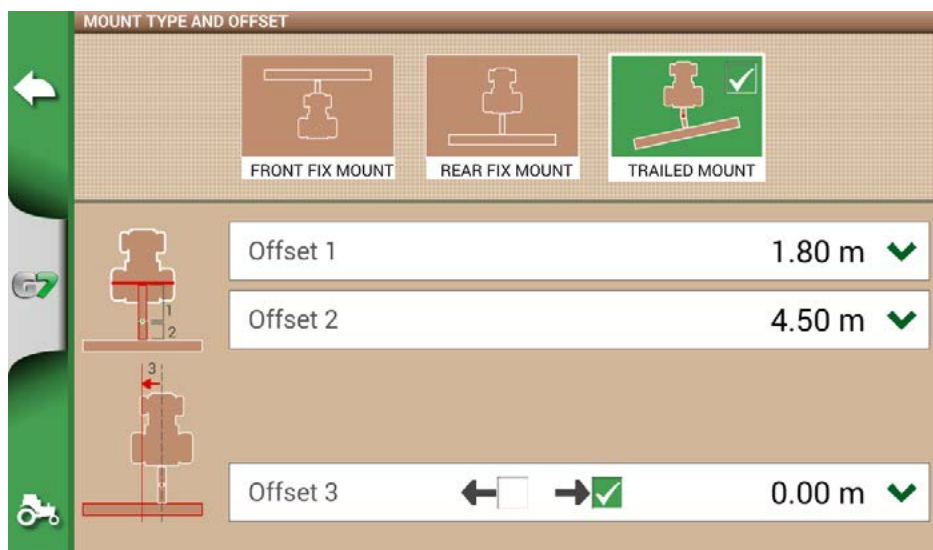 MOUNT TYPE AND OFFSET
FRONT FIX MOUNT
REAR FIX MOUNT
TRAILED MOUNT
G7
Offset 1 1.80 m
1
2
Offset 2 4.50 m
3
Offset 3 0.00 m